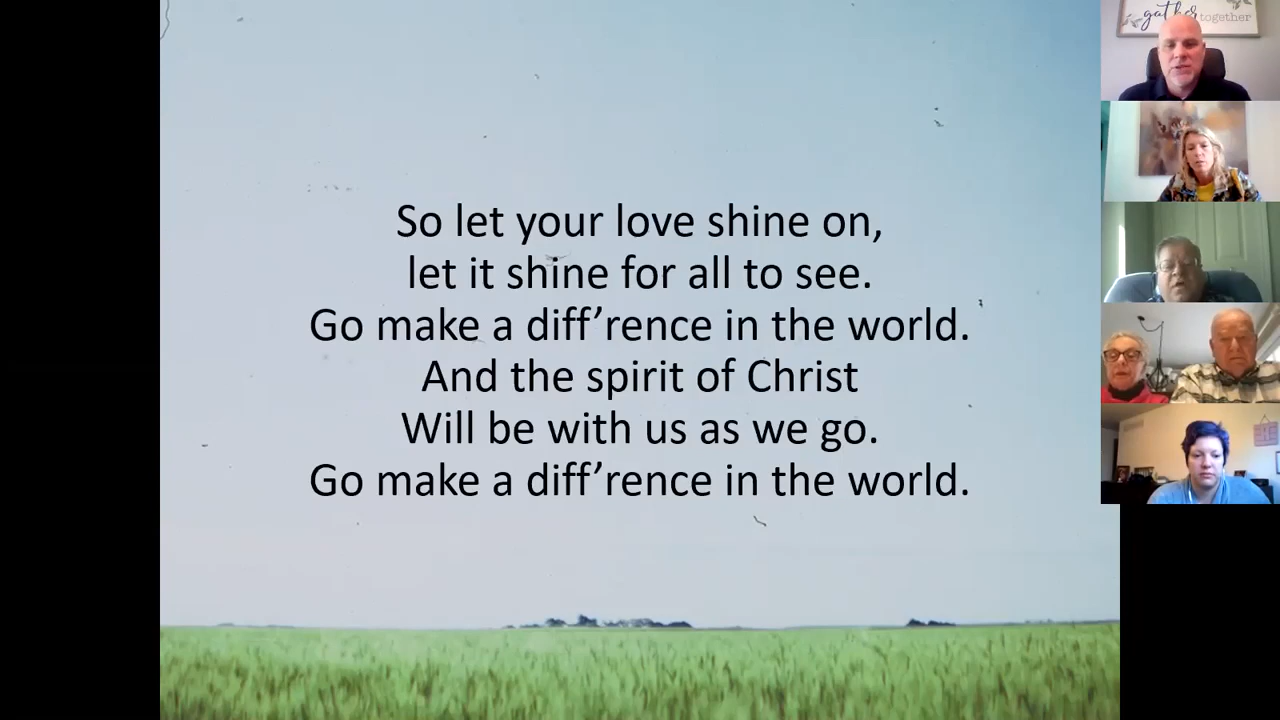 So let your love shine on,
let it shine for all to see.
Go make a diff’rence in the world.
And the spirit of Christ
Will be with us as we go.
Go make a diff’rence in the world.
gather together